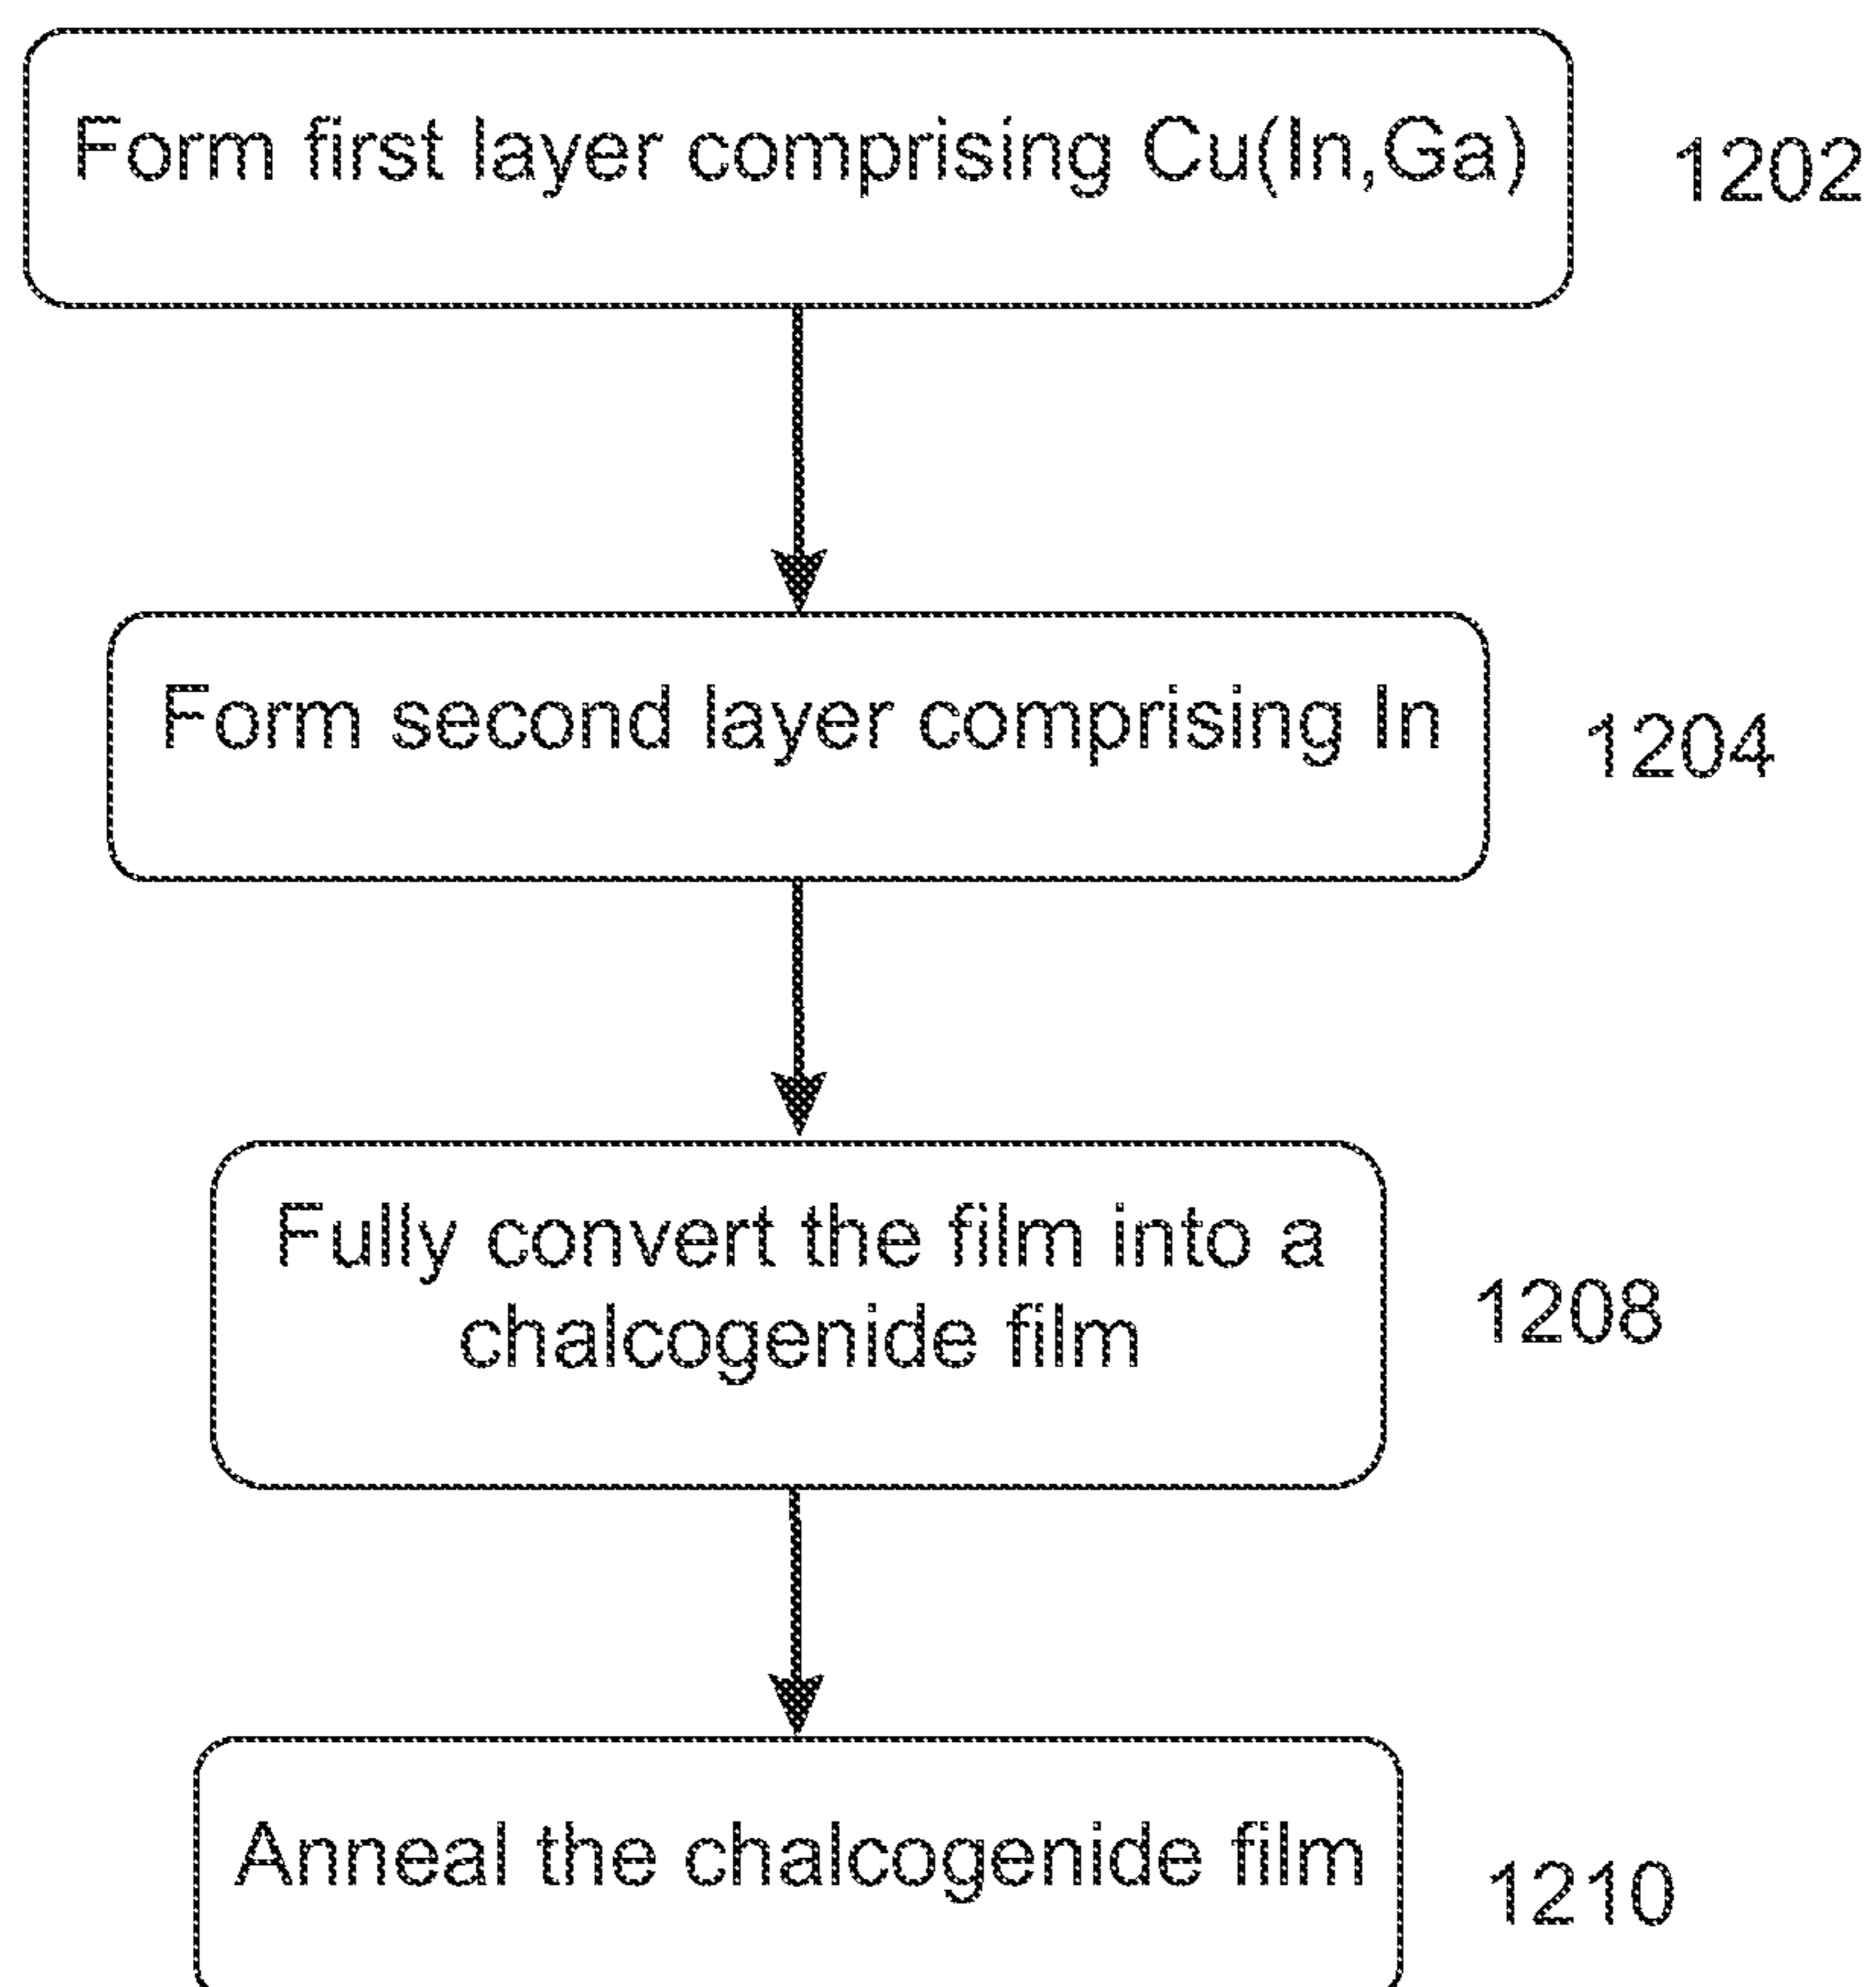 Form first layer comprising Cu(In,Ga)
1202
Form second layer comprising In
1204
Fully convert the film into a
chalcogenide film
1208
Anneal the chalcogenide film
1210